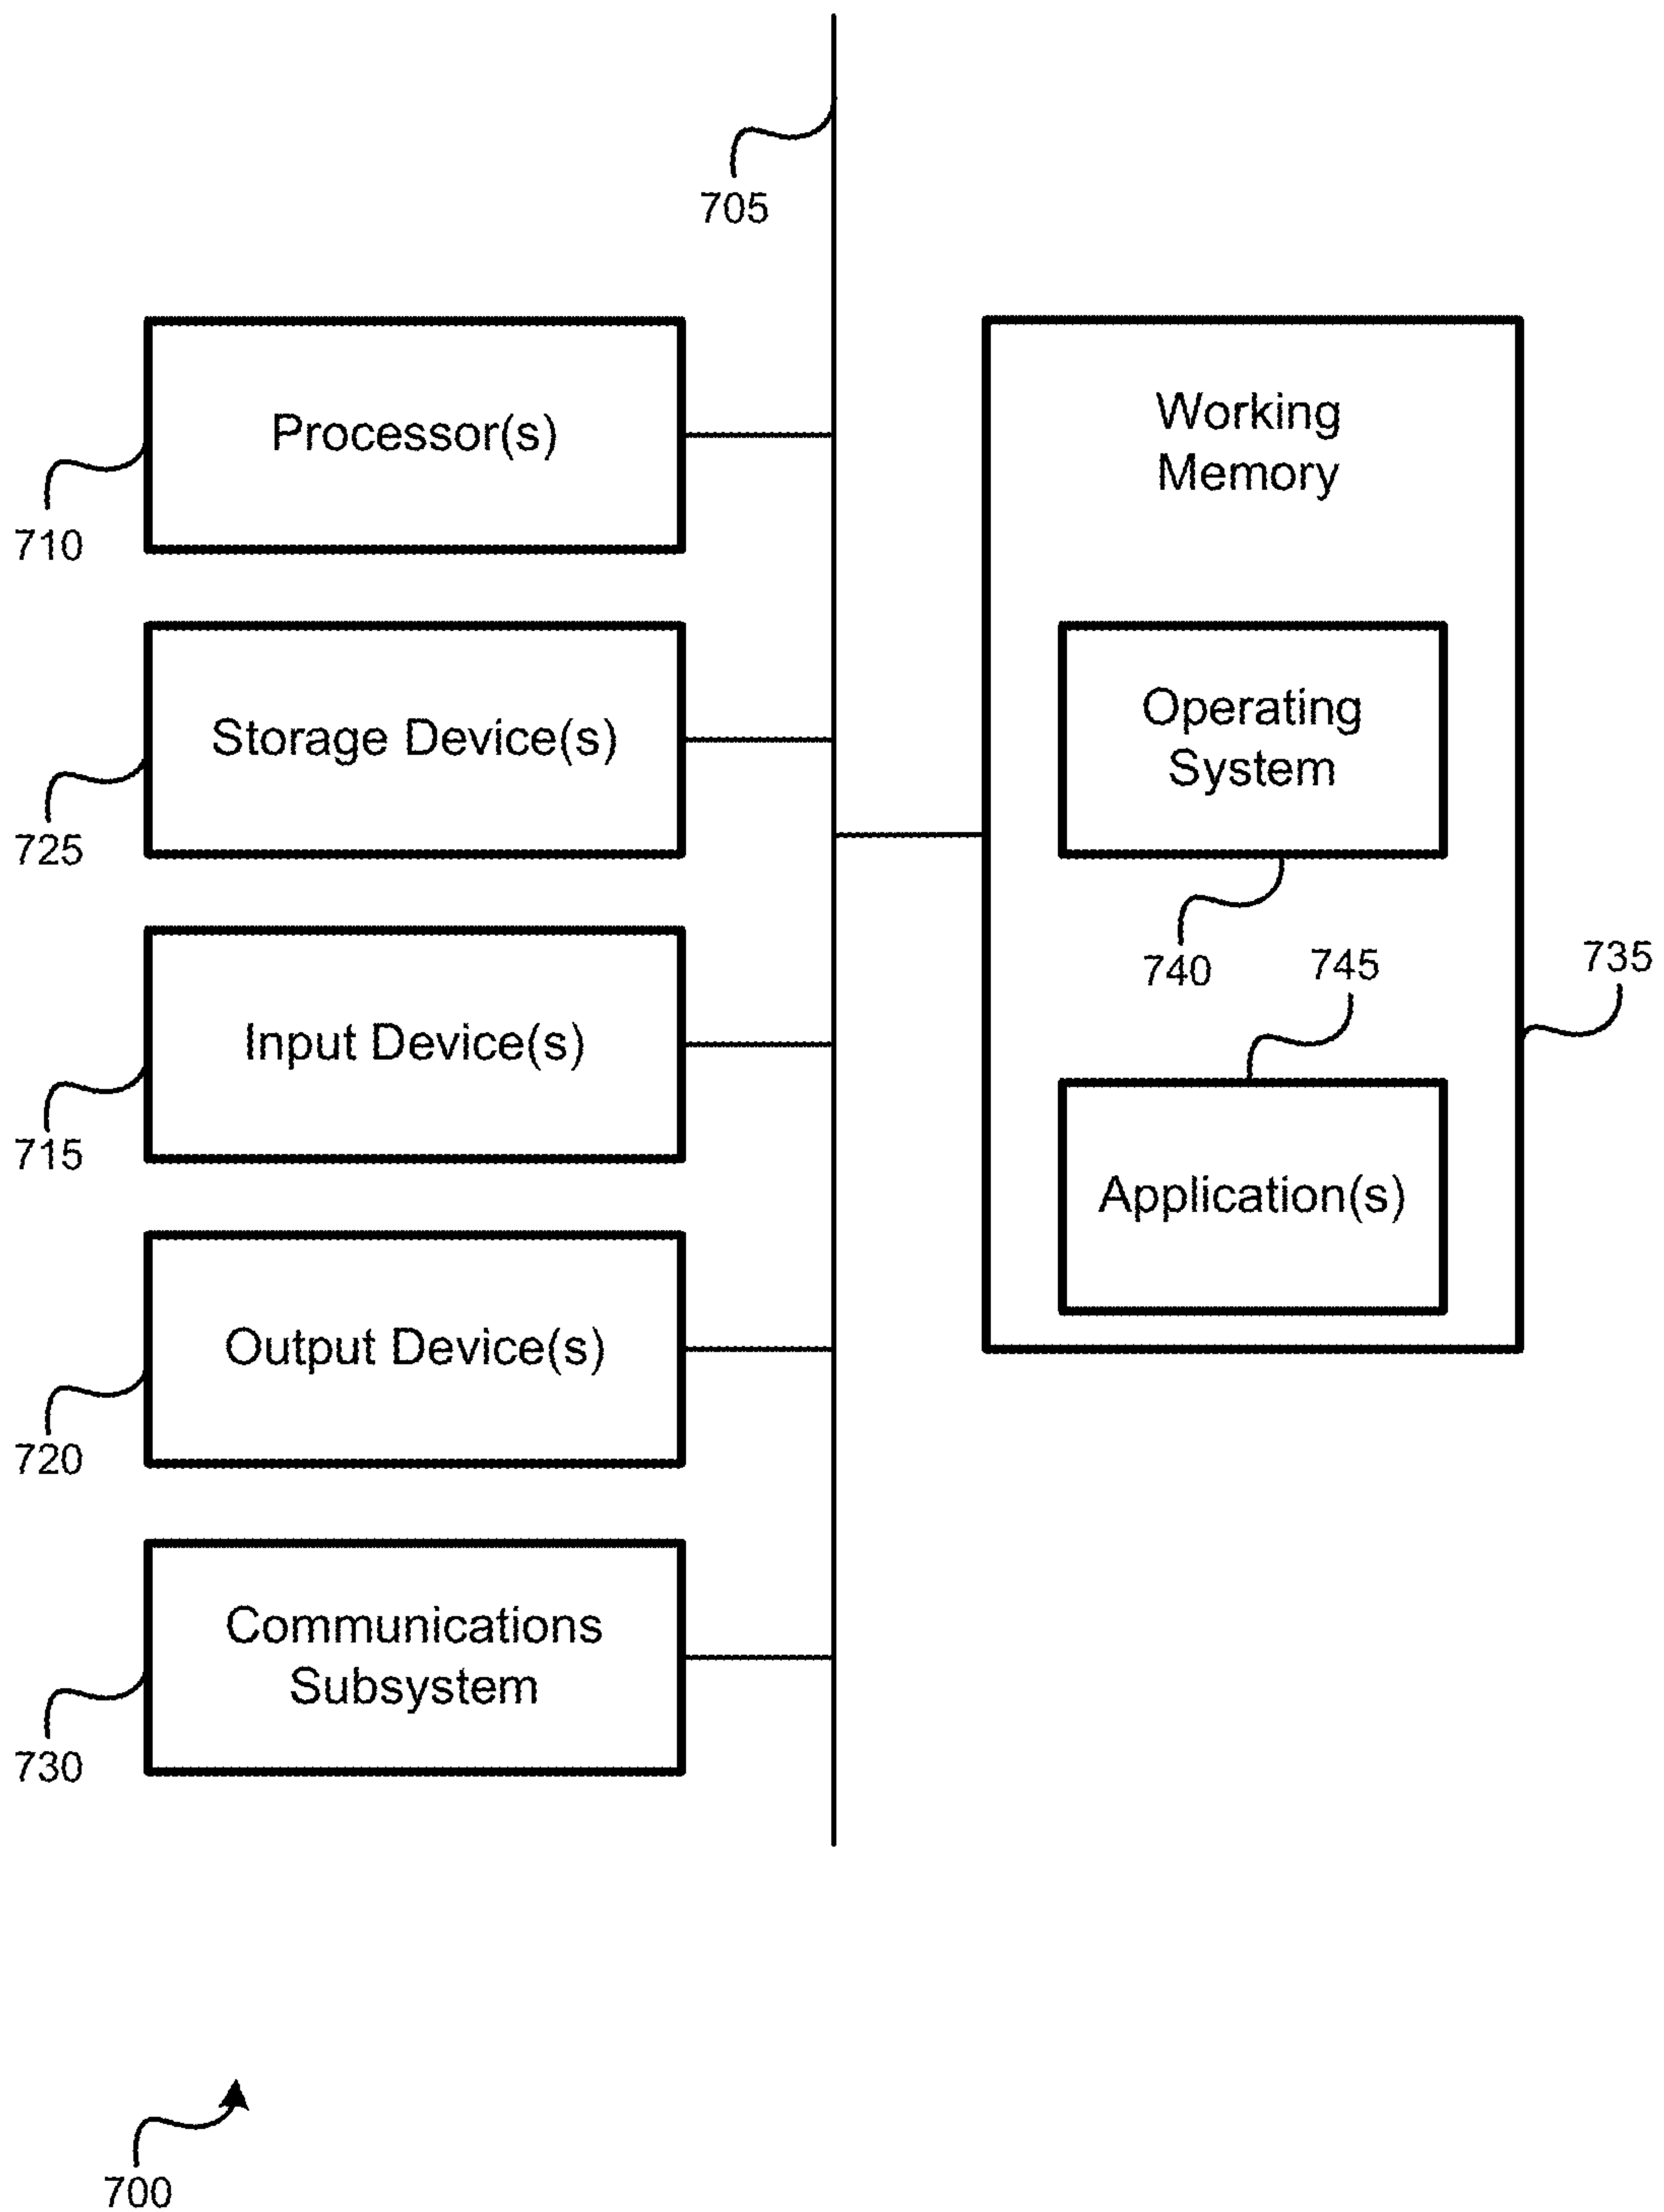 705
Processor(s)
710
Working
Memory
Storage Device(s)
725
Operating
System
740
Input Device(s)
715
745
735
Application(s)
Output Device(s)
720
Communications
Subsystem
730
700